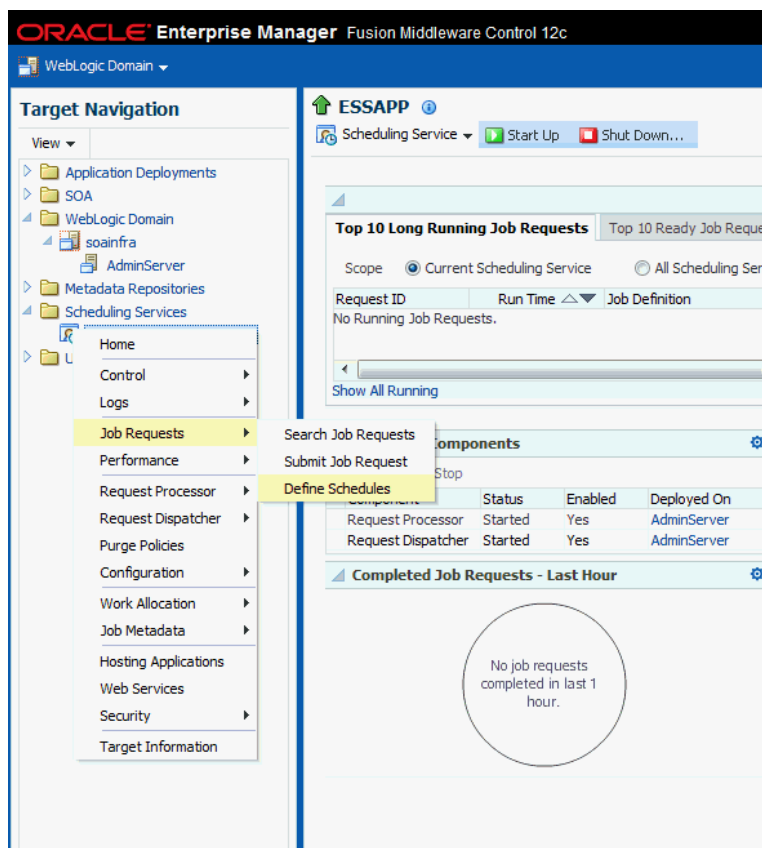 ORACLE Enterprise Manager Fusion Middleware Control 12c
WebLogic Domain
Target Navigation
View
Application Deployments
SOA
WebLogic Domain
soainfra
AdminServer
Metadata Repositories
Scheduling Services
U
Home
Control
Logs
Job Requests
Performance
Request Processor
Request Dispatcher
Purge Policies
Configuration
Work Allocation
Job Metadata
Hosting Applications
Web Services
Security
Target Information
Search Job Requests
Submit Job Request
Define Schedules
ESSAPP
Scheduling Service Start Up Shut Down...
Top 10 Long Running Job Requests Top 10 Ready Job Reque
Scope Current Scheduling Service All Scheduling Ser
Request ID Run Time Job Definition
No Running Job Requests.
Show All Running
omponents
Stop
Status Enabled Deployed On
Request Processor Started Yes AdminServer
Request Dispatcher Started Yes AdminServer
Completed Job Requests - Last Hour
No job requests
completed in last 1
hour.